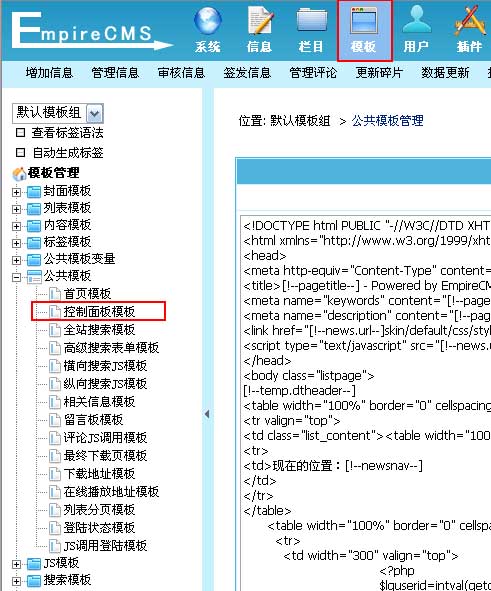 EmpireCMS
系统 信息 栏目 模板 用户 插件
增加信息 管理信息 审核信息 签发信息 管理评论 更新碎片 数据更新
默认模板组
查看标签语法
自动生成标签
模板管理
封面模板
列表模板
内容模板
标签模板
公共模板变量
公共模板
首页模板
控制面板模板
全站搜索模板
高级搜索表单模板
横向搜索JS模板
纵向搜索JS模板
相关信息模板
留言板模板
评论JS调用模板
最终下载页模板
下载地址模板
在线播放地址模板
列表分页模板
登陆状态模板
JS调用登陆模板
JS模板
搜索模板
位置: 默认模板组 > 公共模板管理
<!DOCTYPE html PUBLIC "-//W3C//DTD XHT
<html xmlns="http://www.w3.org/1999/xht
<head>
<meta http-equiv="Content-Type" content=
<title>[!--pagetitle--] - Powered by EmpireC
<meta name="keywords" content="[!--page
<meta name="description" content="[!--pag
<link href="[!--news.url--]skin/default/css/styl
<script type="text/javascript" src="[!--news.u
</head>
<body class="listpage">
[!--temp.dtheader--]
<table width="100%" border="0" cellspacing
<tr valign="top">
<td class="list_content"><table width="100
<tr>
<td>现在的位置：[!--newsnav--]
</td>
</tr>
</table>
<table width="100%" border="0" cellsp
<tr>
<td width="300" valign="top">
<?php
$lguserid=intval(getc